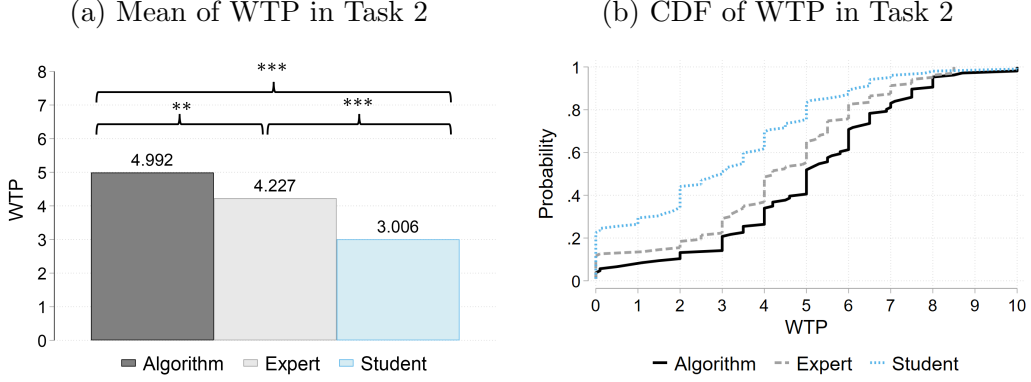 (a) Mean of WTP in Task 2
8
7
6
5
4
3
2
1
0
WTP
***
**
***
4.992
4.227
3.006
Algorithm Expert Student
(b) CDF of WTP in Task 2
1
.8
.6
.4
.2
0
Probability
0 1 2 3 4 5 6 7 8 9 10
WTP
Algorithm Expert Student